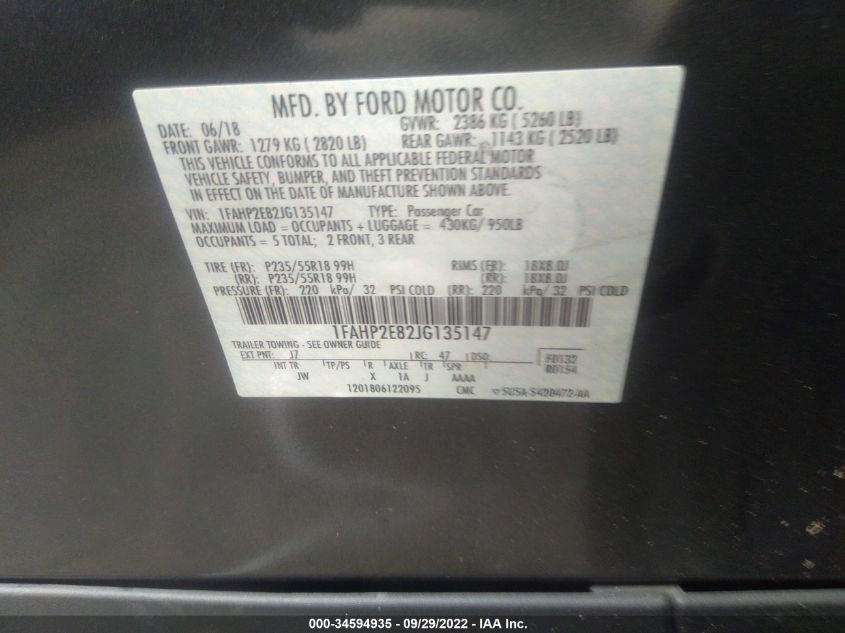 MFD. BY FORD MOTOR CO.
DATE: 06/18 GVWR: 2386 KG ( 5260 LB)
FRONT GAWR: 1279 KG ( 2820 LB) REAR GAWR: 1143 KG ( 2520 LB)
THIS VEHICLE CONFORMS TO ALL APPLICABLE FEDERAL MOTOR
VEHICLE SAFETY, BUMPER, AND THEFT PREVENTION STANDARDS
IN EFFECT ON THE DATE OF MANUFACTURE SHOWN ABOVE.
VIN: 1FAHP2E82JG135147 TYPE: Passenger Car
MAXIMUM LOAD = OCCUPANTS + LUGGAGE = 430KG/ 950LB
OCCUPANTS = 5 TOTAL; 2 FRONT, 3 REAR
TIRE (FR): P235/55R18 99H RIMS (FR): 18X8.0J
(RR): P235/55R18 99H (RR): 18X8.0J
PRESSURE (FR): 220 kPa/ 32 PSI COLD (RR): 220 kPa/ 32 PSI COLD
1FAHP2E82JG135147
TRAILER TOWING - SEE OWNER GUIDE
EXT PNT: J7 RC: 47 DSO: FD132
INT TR TP/PS R AXLE TR SPR RD154
JW X 1A J AAAA
1201806122095 CMC ▽5U5A-5420472-AA
000-34594935 - 09/29/2022 - IAA Inc.